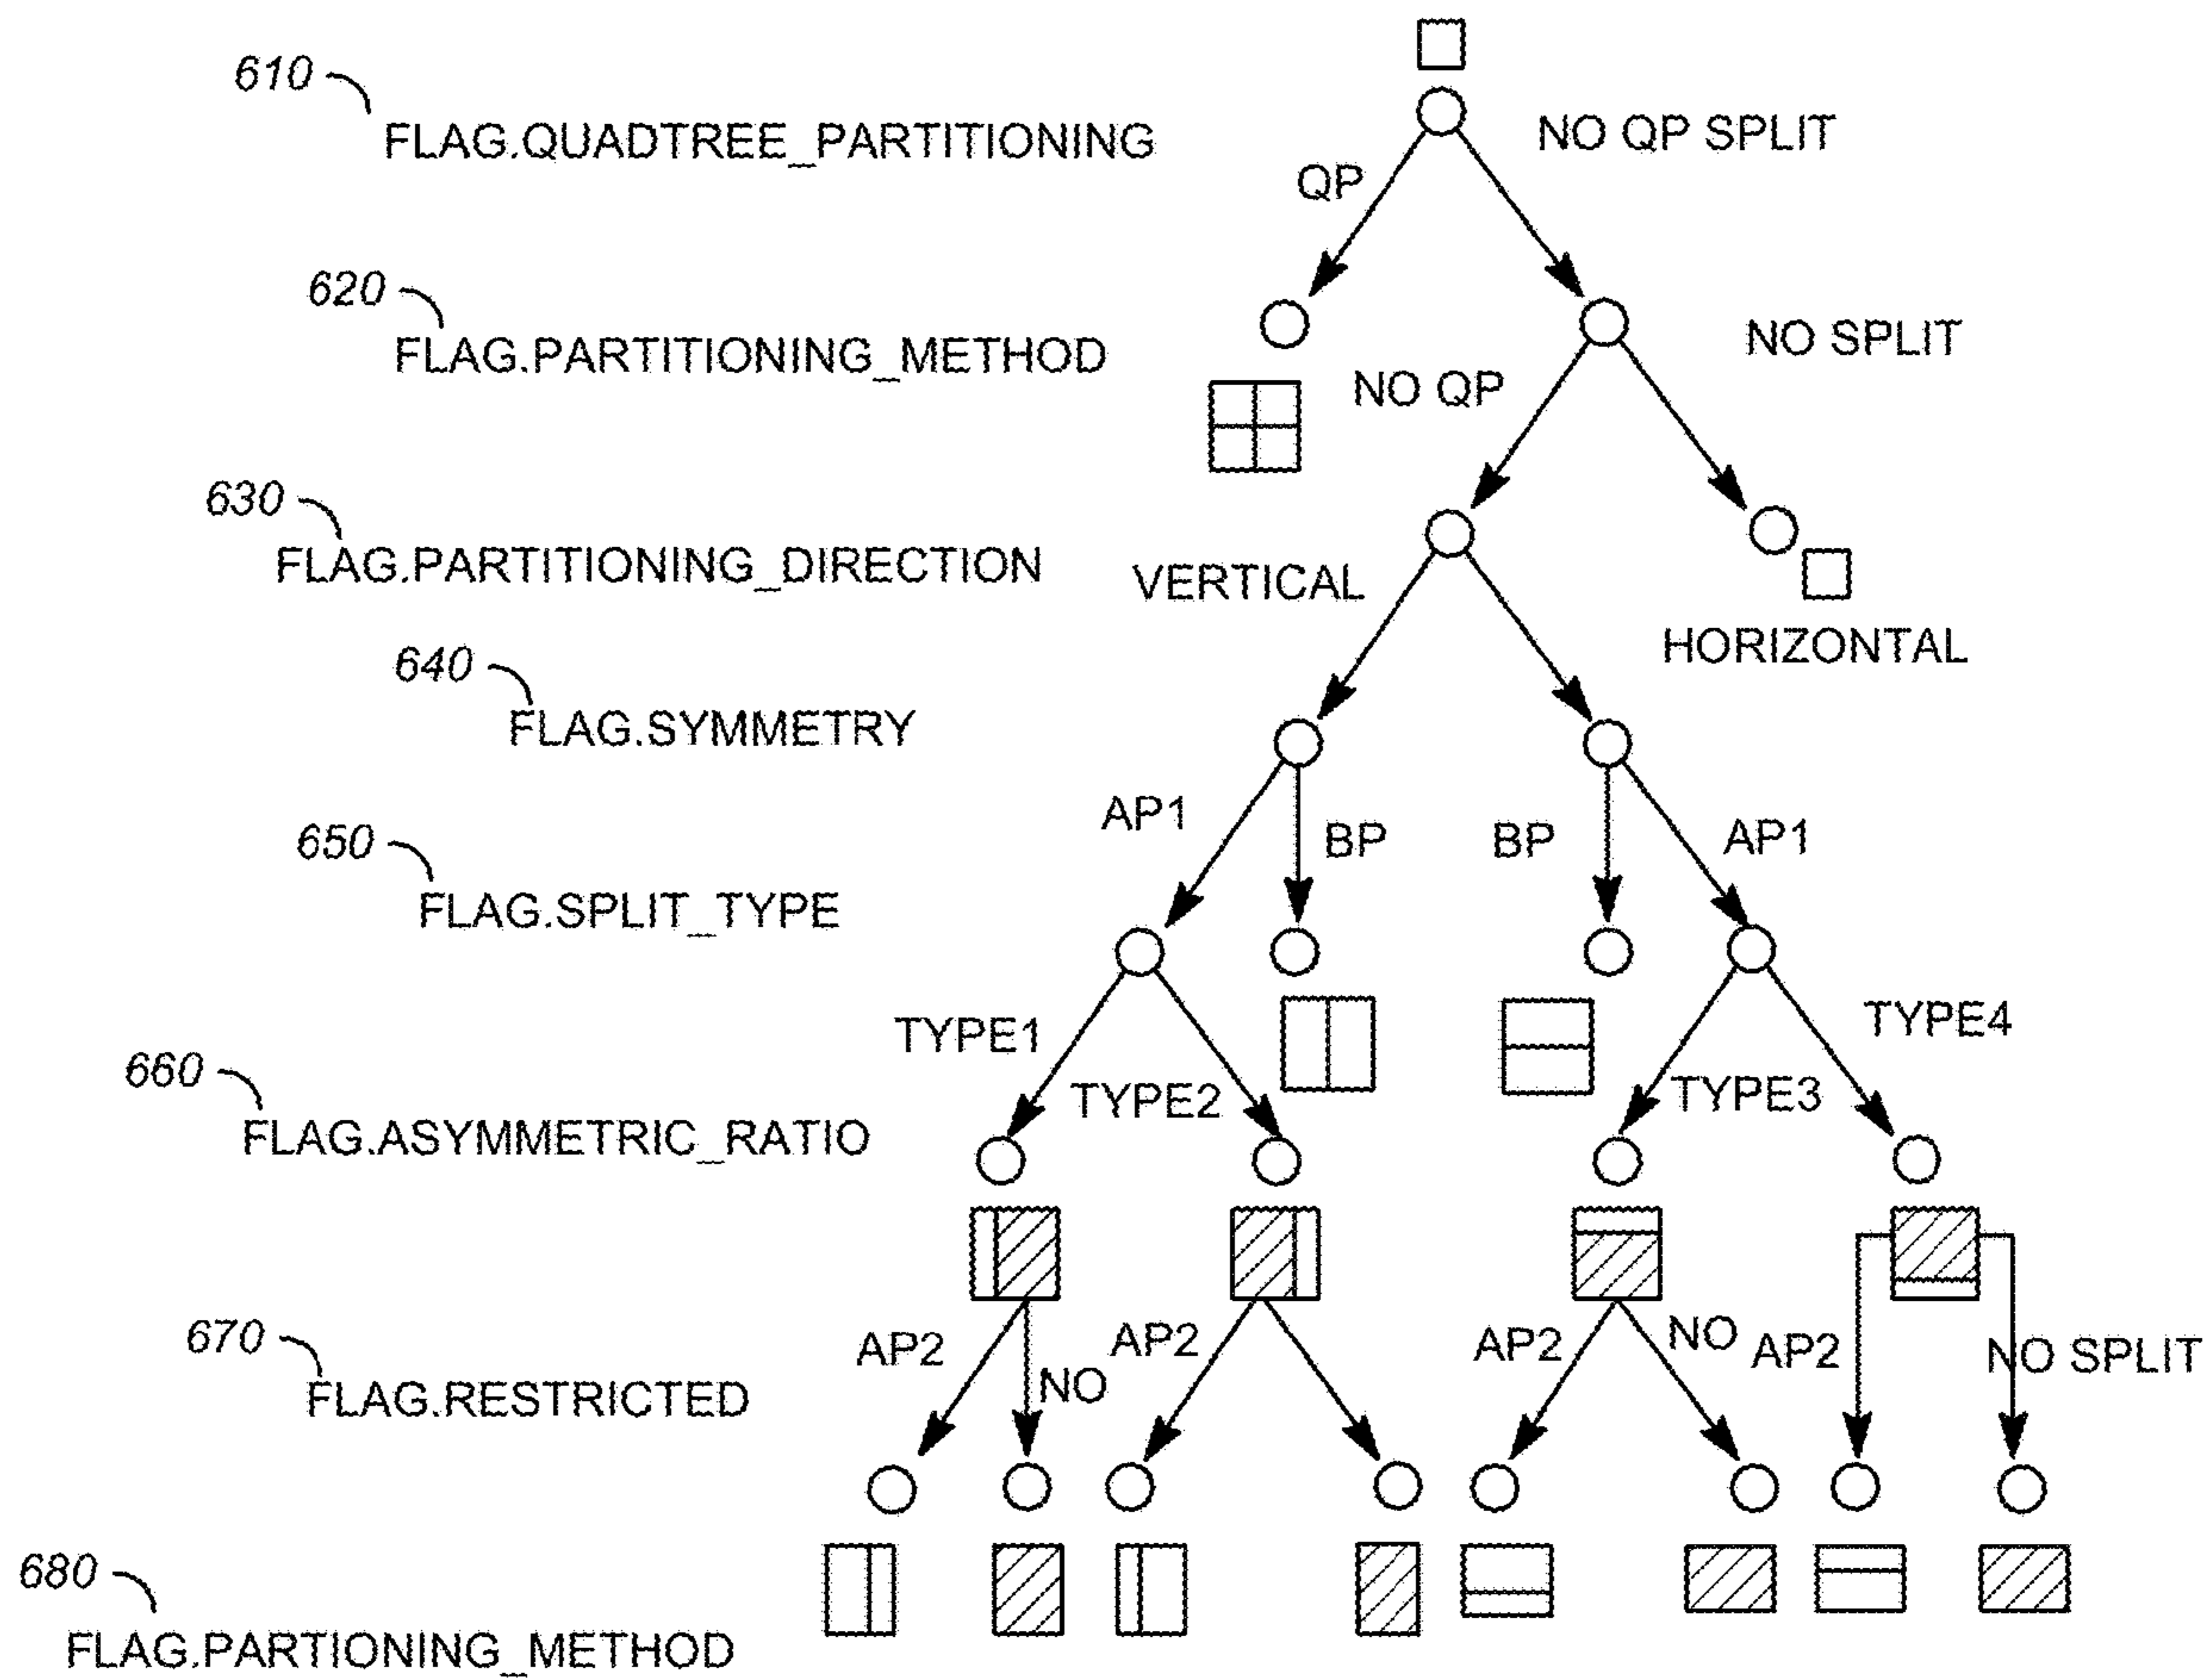 610
FLAG.QUADTREE_PARTITIONING
NO QP SPLIT
QP
620
FLAG.PARTITIONING_METHOD
NO SPLIT
NO QP
630
FLAG.PARTITIONING_DIRECTION
VERTICAL
HORIZONTAL
640
FLAG.SYMMETRY
AP1
BP
BP
AP1
650
FLAG.SPLIT_TYPE
TYPE1
TYPE2
TYPE3
TYPE4
660
FLAG.ASYMMETRIC_RATIO
670
FLAG.RESTRICTED
AP2
NO
AP2
AP2
NO
AP2
NO SPLIT
680
FLAG.PARTIONING_METHOD